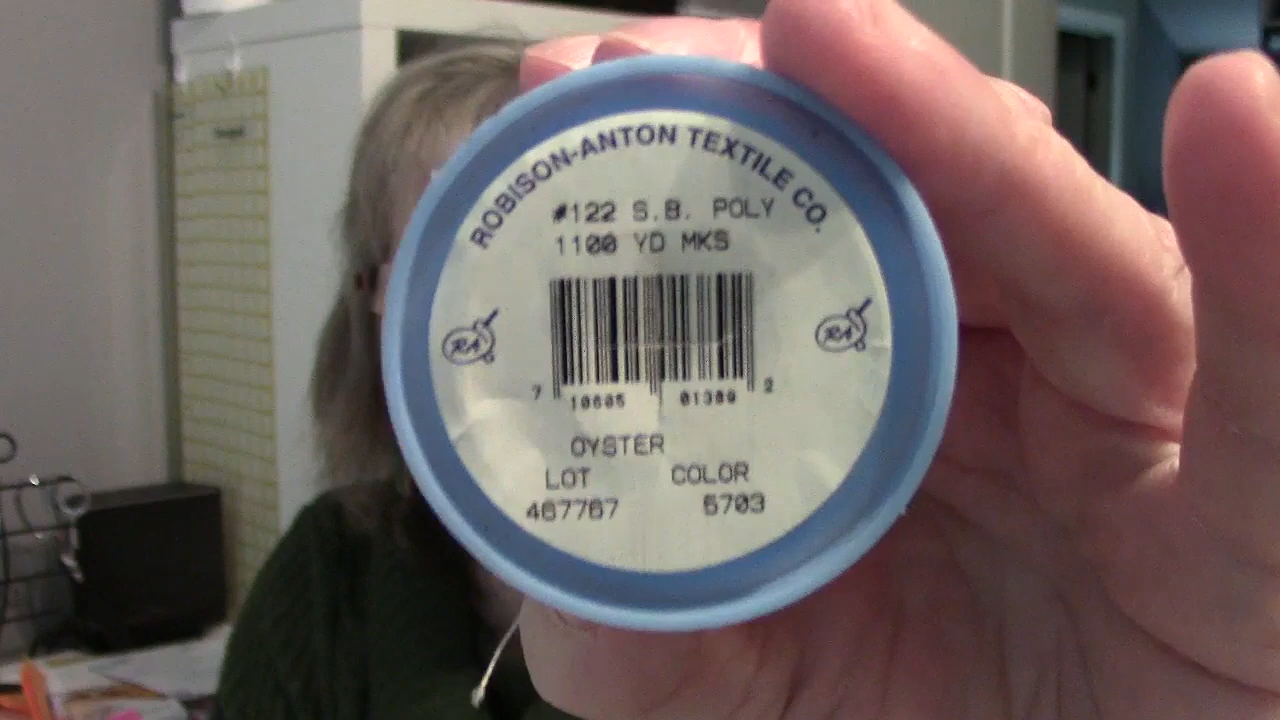 ROBISON-ANTON TEXTILE CO.
#122 S.B. POLY
1100 YD MKS
RA
RA
7 10605 01389 2
OYSTER
LOT COLOR
467767 5703